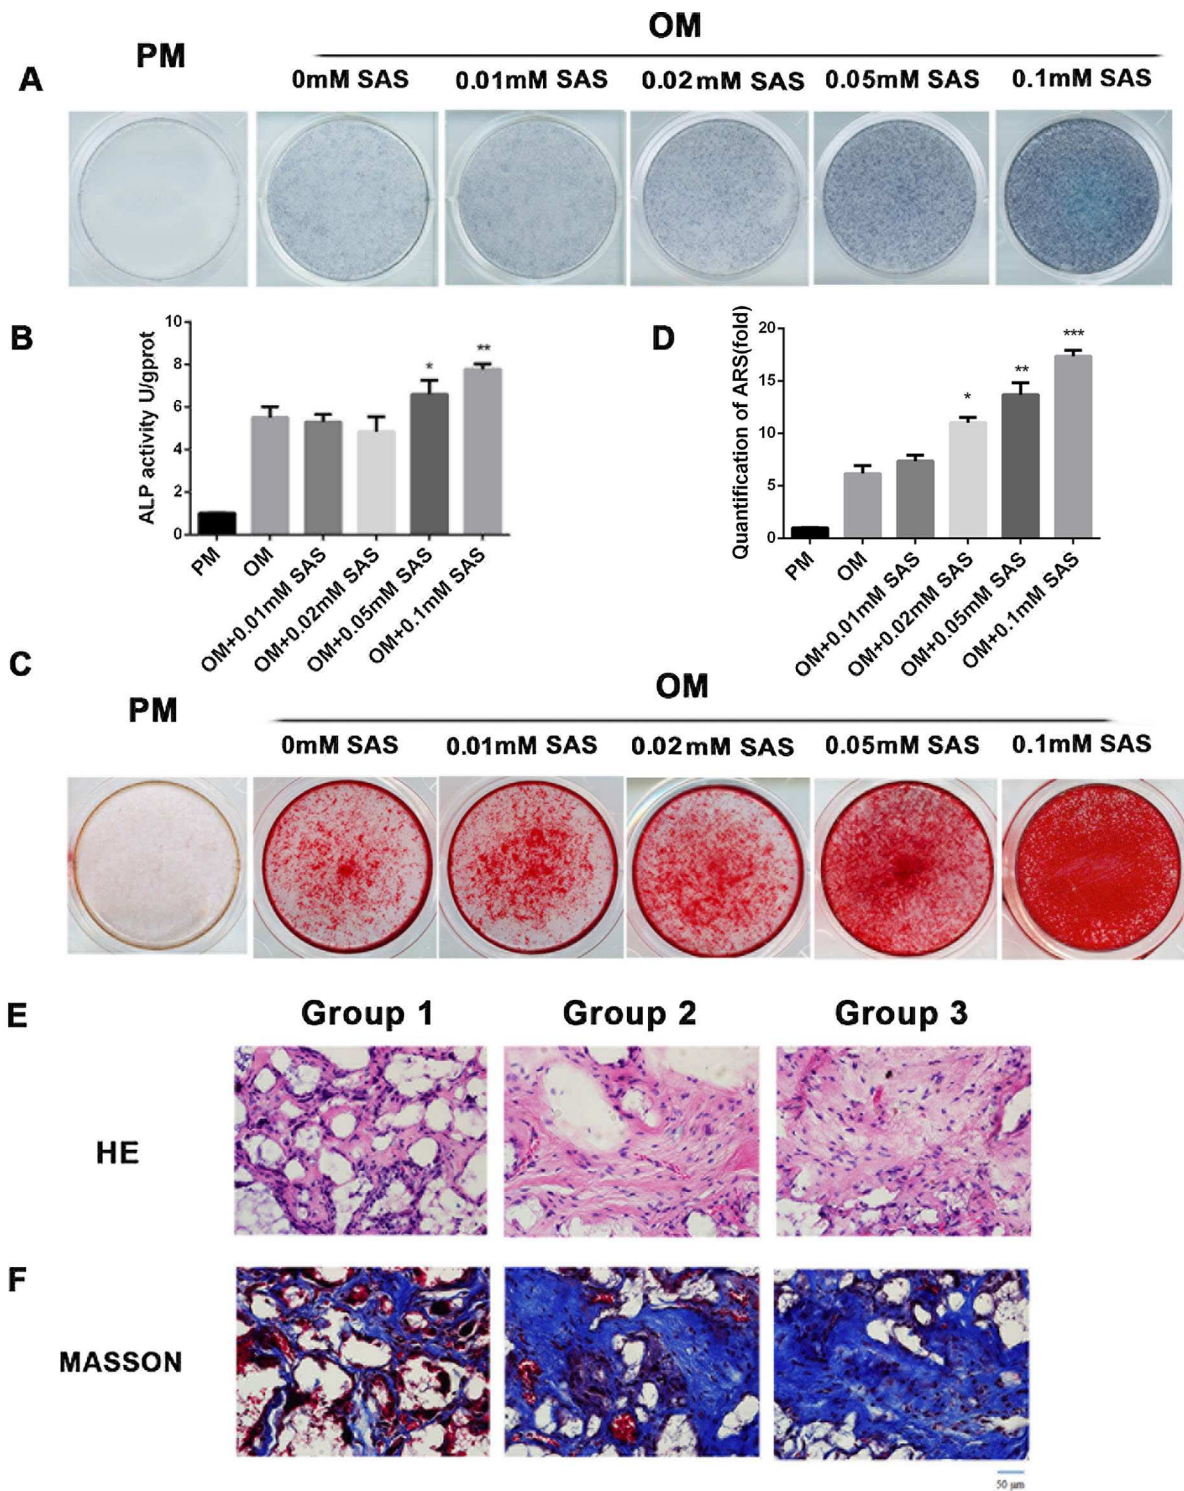 OM
PM
A
0mM SAS 0.01mM SAS 0.02mM SAS 0.05mM SAS 0.1mM SAS
B
ALP activity U/gprot
10
8
6
4
2
0
* **
PM OM OM+0.01mM SAS OM+0.02mM SAS OM+0.05mM SAS OM+0.1mM SAS
D
Quantification of ARS(fold)
20
15
10
5
0
* ** ***
PM OM OM+0.01mM SAS OM+0.02mM SAS OM+0.05mM SAS OM+0.1mM SAS
C
OM
PM
0mM SAS 0.01mM SAS 0.02mM SAS 0.05mM SAS 0.1mM SAS
E
Group 1 Group 2 Group 3
HE
F
MASSON
50 μm